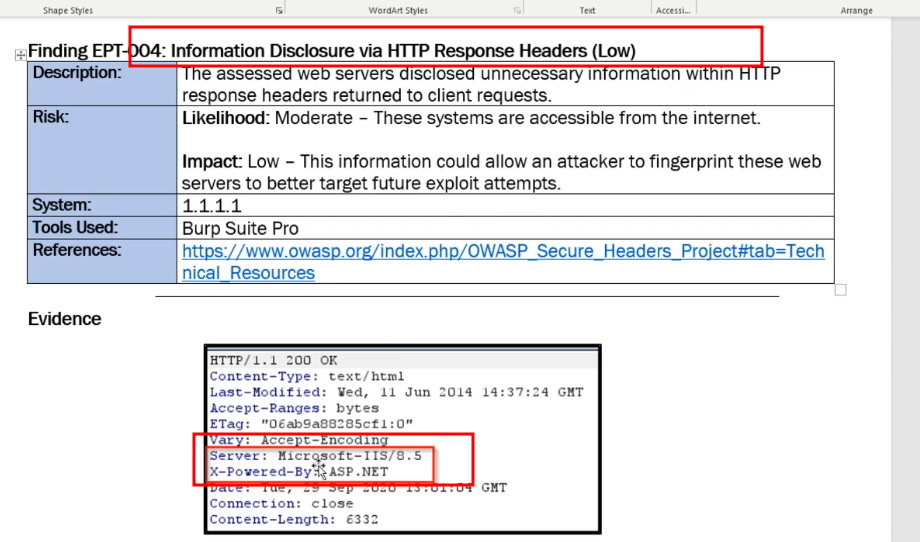 Shape Styles WordArt Styles Text Accessi... Arrange
Finding EPT-004: Information Disclosure via HTTP Response Headers (Low)
Description: The assessed web servers disclosed unnecessary information within HTTP
response headers returned to client requests.
Risk: Likelihood: Moderate – These systems are accessible from the internet.
Impact: Low – This information could allow an attacker to fingerprint these web
servers to better target future exploit attempts.
System: 1.1.1.1
Tools Used: Burp Suite Pro
References: https://www.owasp.org/index.php/OWASP_Secure_Headers_Project#tab=Tech
nical_Resources
Evidence
HTTP/1.1 200 OK
Content-Type: text/html
Last-Modified: Wed, 11 Jun 2014 14:37:24 GMT
Accept-Ranges: bytes
ETag: "06ab9a88285cf1:0"
Vary: Accept-Encoding
Server: Microsoft-IIS/8.5
X-Powered-By: ASP.NET
Date: Tue, 29 Sep 2020 13:01:04 GMT
Connection: close
Content-Length: 6332